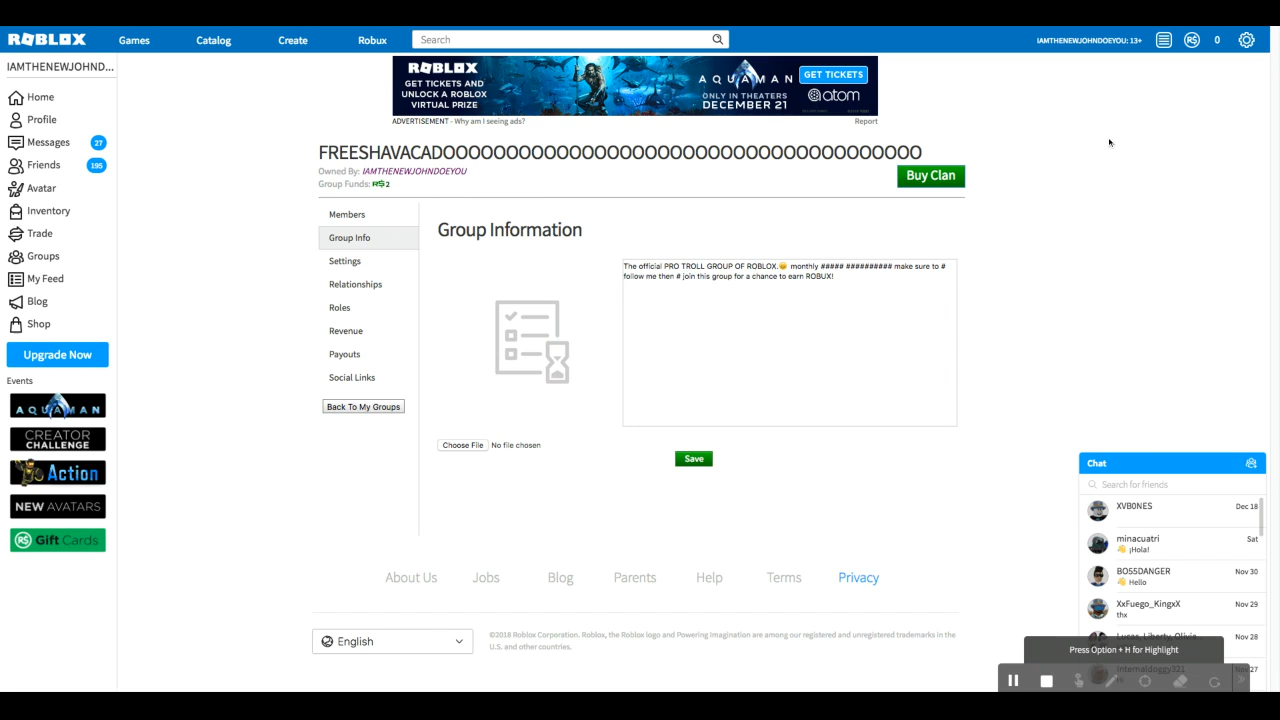 ROBLOX Games Catalog Create Robux Search IAMTHENEWJOHNDOEYOU: 13+ 0
IAMTHENEWJOHND...
Home
Profile
Messages 27
Friends 195
Avatar
Inventory
Trade
Groups
My Feed
Blog
Shop
Upgrade Now
Events
AQUAMAN
CREATOR
CHALLENGE
Action
NEW AVATARS
Gift Cards
ROBLOX
GET TICKETS AND
UNLOCK A ROBLOX
VIRTUAL PRIZE
AQUAMAN
ONLY IN THEATERS
DECEMBER 21
GET TICKETS
atom
ADVERTISEMENT - Why am I seeing ads? Report
FREESHAVACADOOOOOOOOOOOOOOOOOOOOOOOOOOOOOOOOOOOOOO
Owned By: IAMTHENEWJOHNDOEYOU
Group Funds: R$ 2
Buy Clan
Members
Group Info
Settings
Relationships
Roles
Revenue
Payouts
Social Links
Back To My Groups
Group Information
The official PRO TROLL GROUP OF ROBLOX.😀 monthly ##### ########## make sure to #
follow me then # join this group for a chance to earn ROBUX!
Choose File No file chosen
Save
About Us Jobs Blog Parents Help Terms Privacy
English
©2018 Roblox Corporation. Roblox, the Roblox logo and Powering Imagination are among our registered and unregistered trademarks in the
U.S. and other countries.
Chat
Search for friends
XVB0NES Dec 18
minacuatri Sat
👋 ¡Hola!
BO55DANGER Nov 30
👋 Hello
XxFuego_KingxX Nov 29
thx
Lucas, Liberty, Olivia... Nov 28
Press Option + H for Highlight
Internaldoggy321 Nov 27